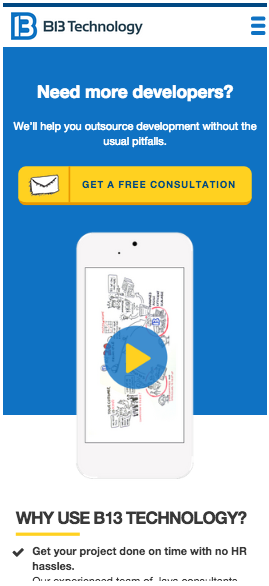 B13 Technology
Need more developers?
We'll help you outsource development without the
usual pitfalls.
GET A FREE CONSULTATION
WHY USE B13 TECHNOLOGY?
Get your project done on time with no HR
hassles.
Our experienced team of Java consultants